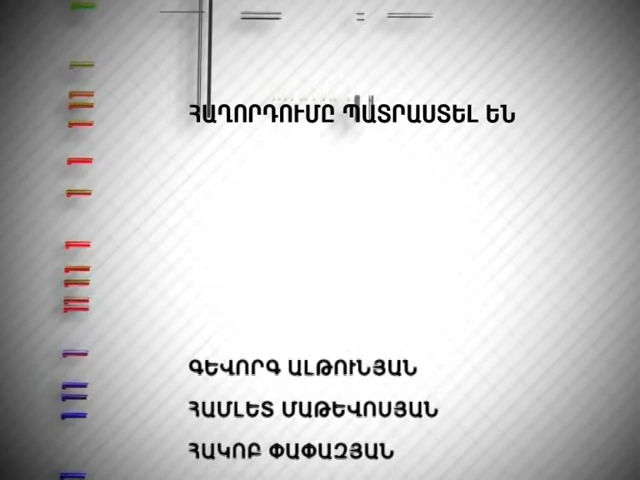 ՀԱՂՈՐԴՈՒՄԸ ՊԱՏՐԱՍՏԵԼ ԵՆ
ԳԵՎՈՐԳ ԱԼԹՈՒՆՅԱՆ
ՀԱՄԼԵՏ ՄԱԹԵՎՈՍՅԱՆ
ՀԱԿՈԲ ՓԱՓԱԶՅԱՆ